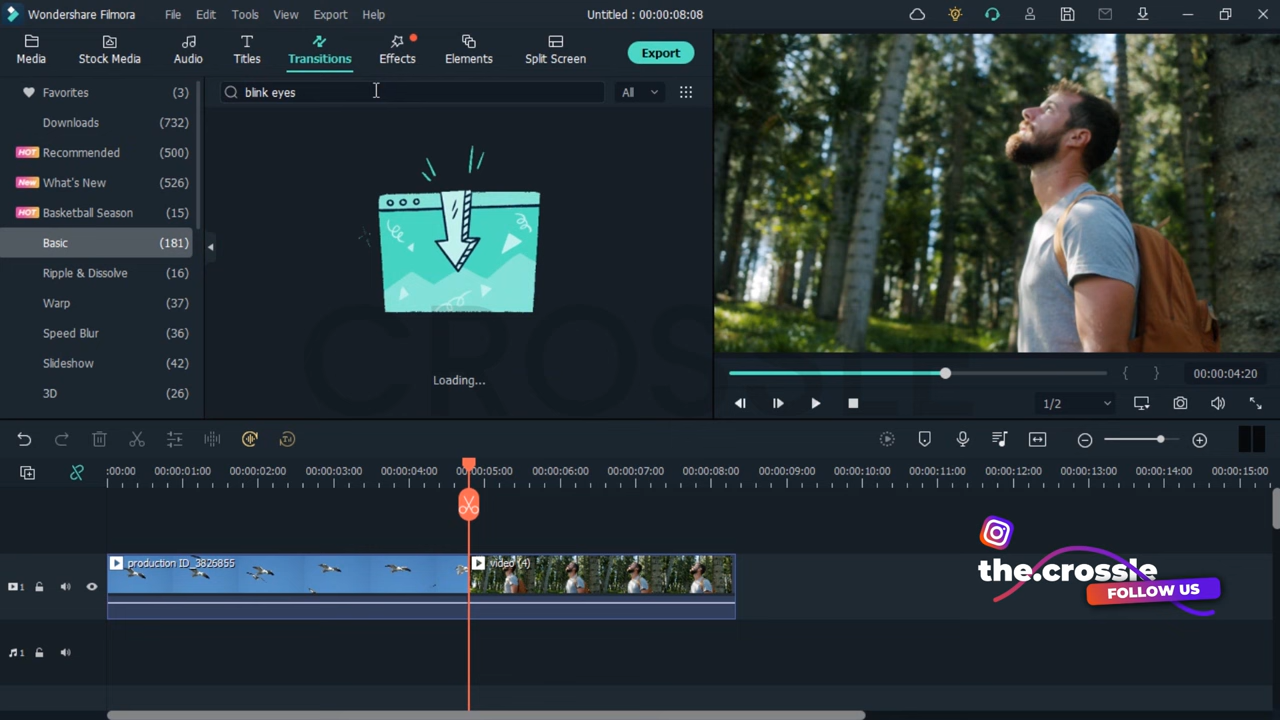 Wondershare Filmora
File Edit Tools View Export Help
Untitled : 00:00:08:08
Media Stock Media Audio Titles Transitions Effects Elements Split Screen
Export
blink eyes
All
Favorites (3)
Downloads (732)
HOT Recommended (500)
New What's New (526)
HOT Basketball Season (15)
Basic (181)
Ripple & Dissolve (16)
Warp (37)
Speed Blur (36)
Slideshow (42)
3D (26)
Loading...
CROSSLE
00:00:04:20
1/2
:00:00 00:00:01:00 00:00:02:00 00:00:03:00 00:00:04:00 00:00:05:00 00:00:06:00 00:00:07:00 00:00:08:00 00:00:09:00 00:00:10:00 00:00:11:00 00:00:12:00 00:00:13:00 00:00:14:00 00:00:15:00
production ID_3826855
video (4)
1
1
the.crossle
FOLLOW US